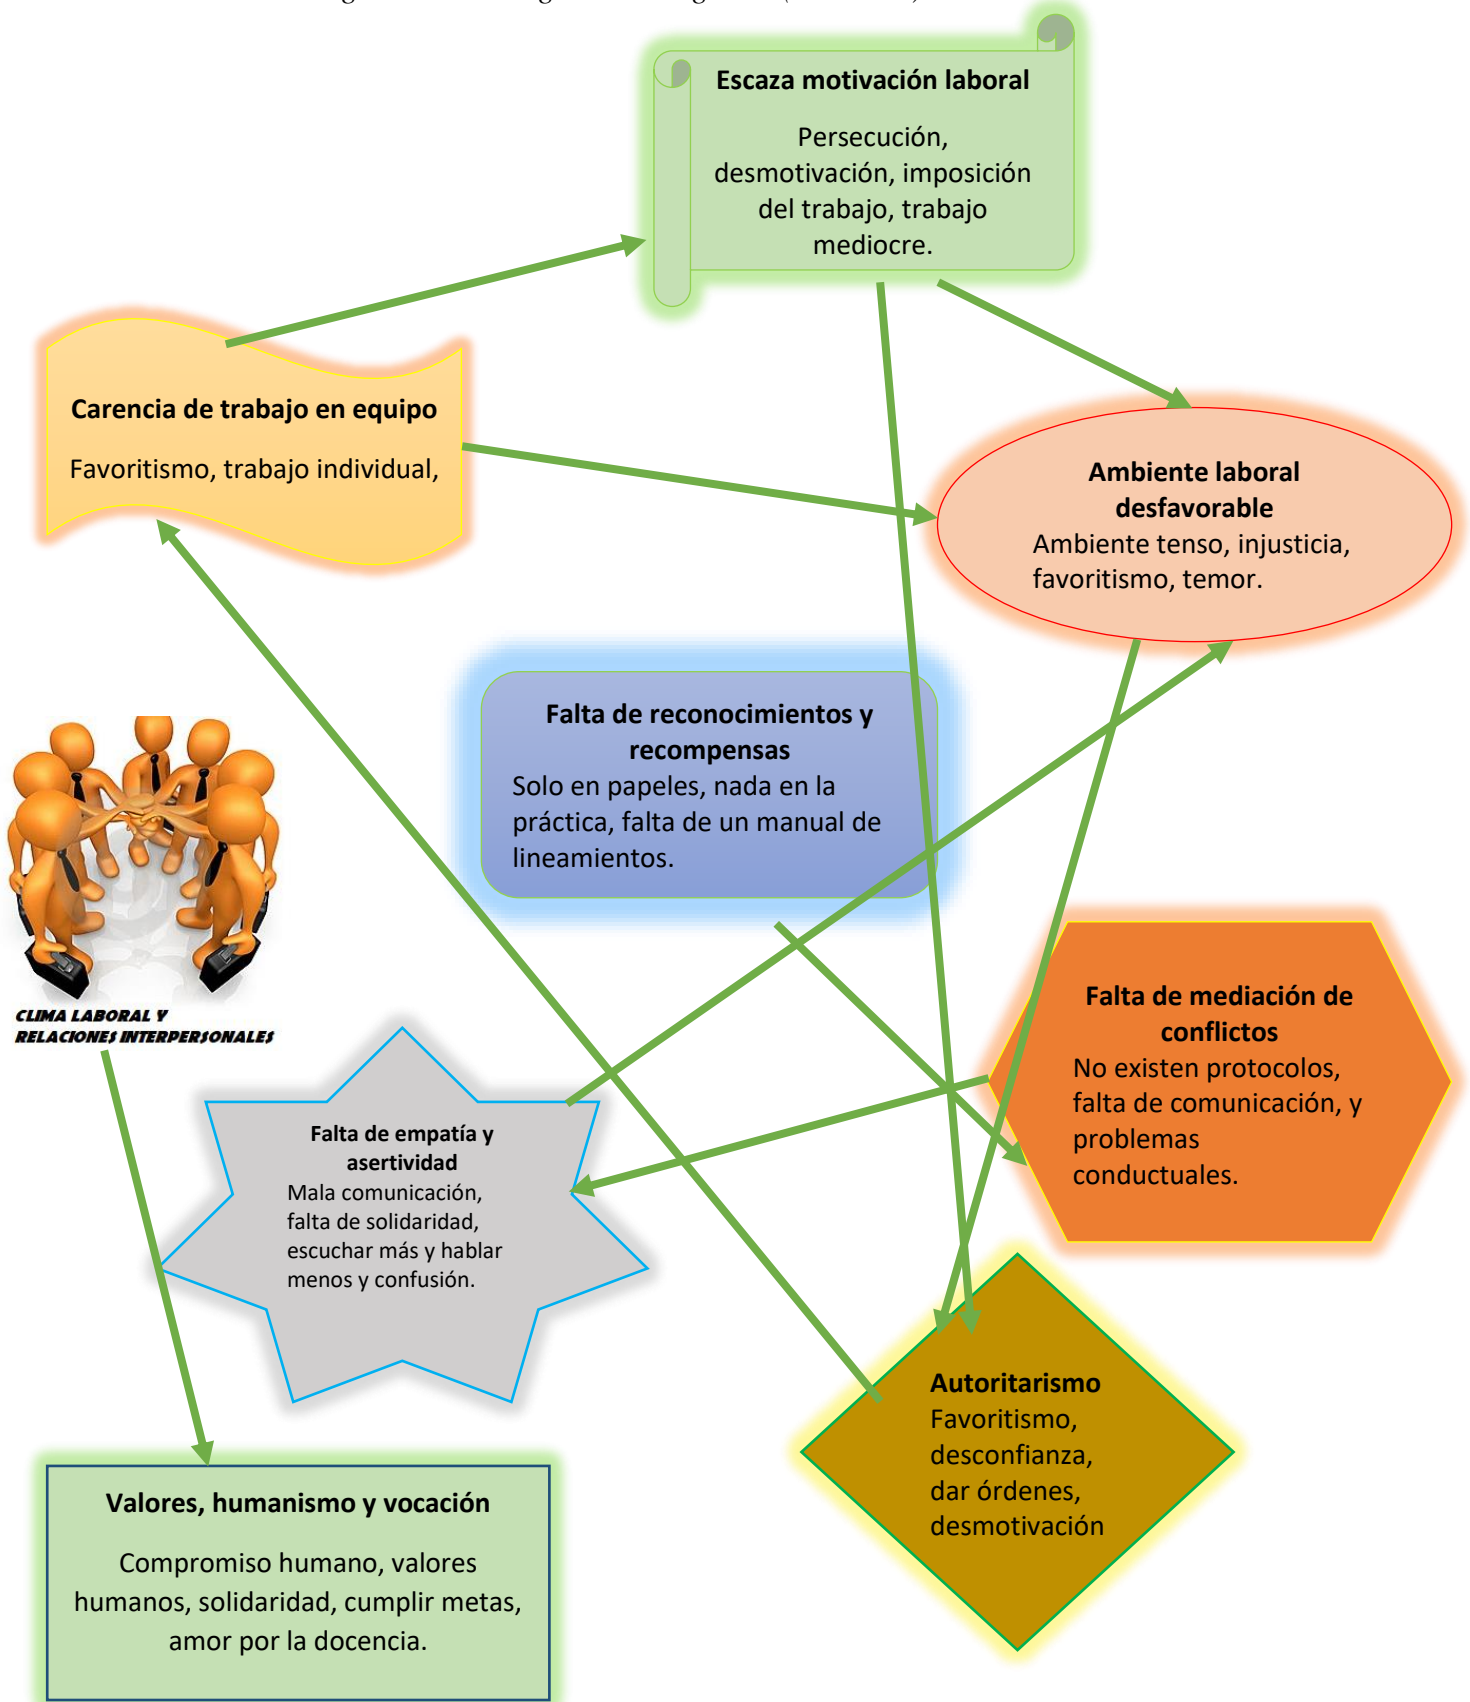 Escaza motivación laboral
Persecución,
desmotivación, imposición
del trabajo, trabajo
mediocre.
Carencia de trabajo en equipo
Favoritismo, trabajo individual,
Ambiente laboral
desfavorable
Ambiente tenso, injusticia,
favoritismo, temor.
Falta de reconocimientos y
recompensas
Solo en papeles, nada en la
práctica, falta de un manual de
lineamientos.
CLIMA LABORAL Y
RELACIONES INTERPERSONALES
Falta de mediación de
conflictos
No existen protocolos,
falta de comunicación, y
problemas
conductuales.
Falta de empatía y
asertividad
Mala comunicación,
falta de solidaridad,
escuchar más y hablar
menos y confusión.
Autoritarismo
Favoritismo,
desconfianza,
dar órdenes,
desmotivación
Valores, humanismo y vocación
Compromiso humano, valores
humanos, solidaridad, cumplir metas,
amor por la docencia.